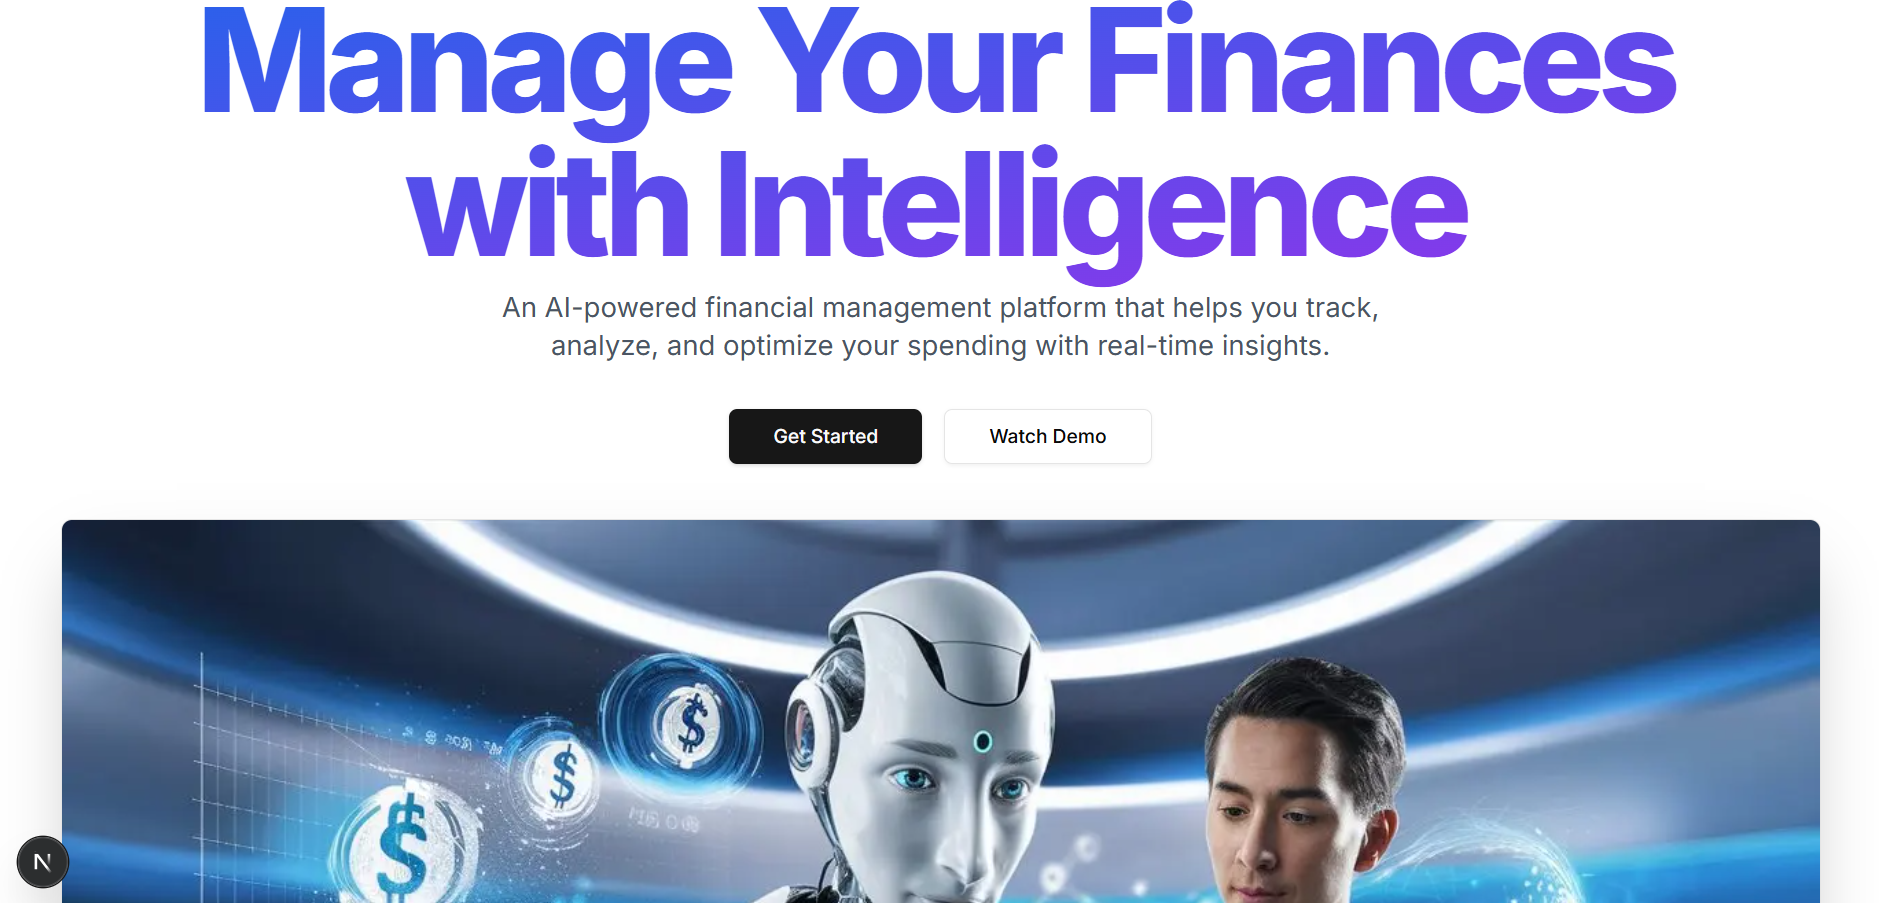 Manage Your Finances
with Intelligence
An AI-powered financial management platform that helps you track,
analyze, and optimize your spending with real-time insights.
Get Started
Watch Demo
$
$
$
N